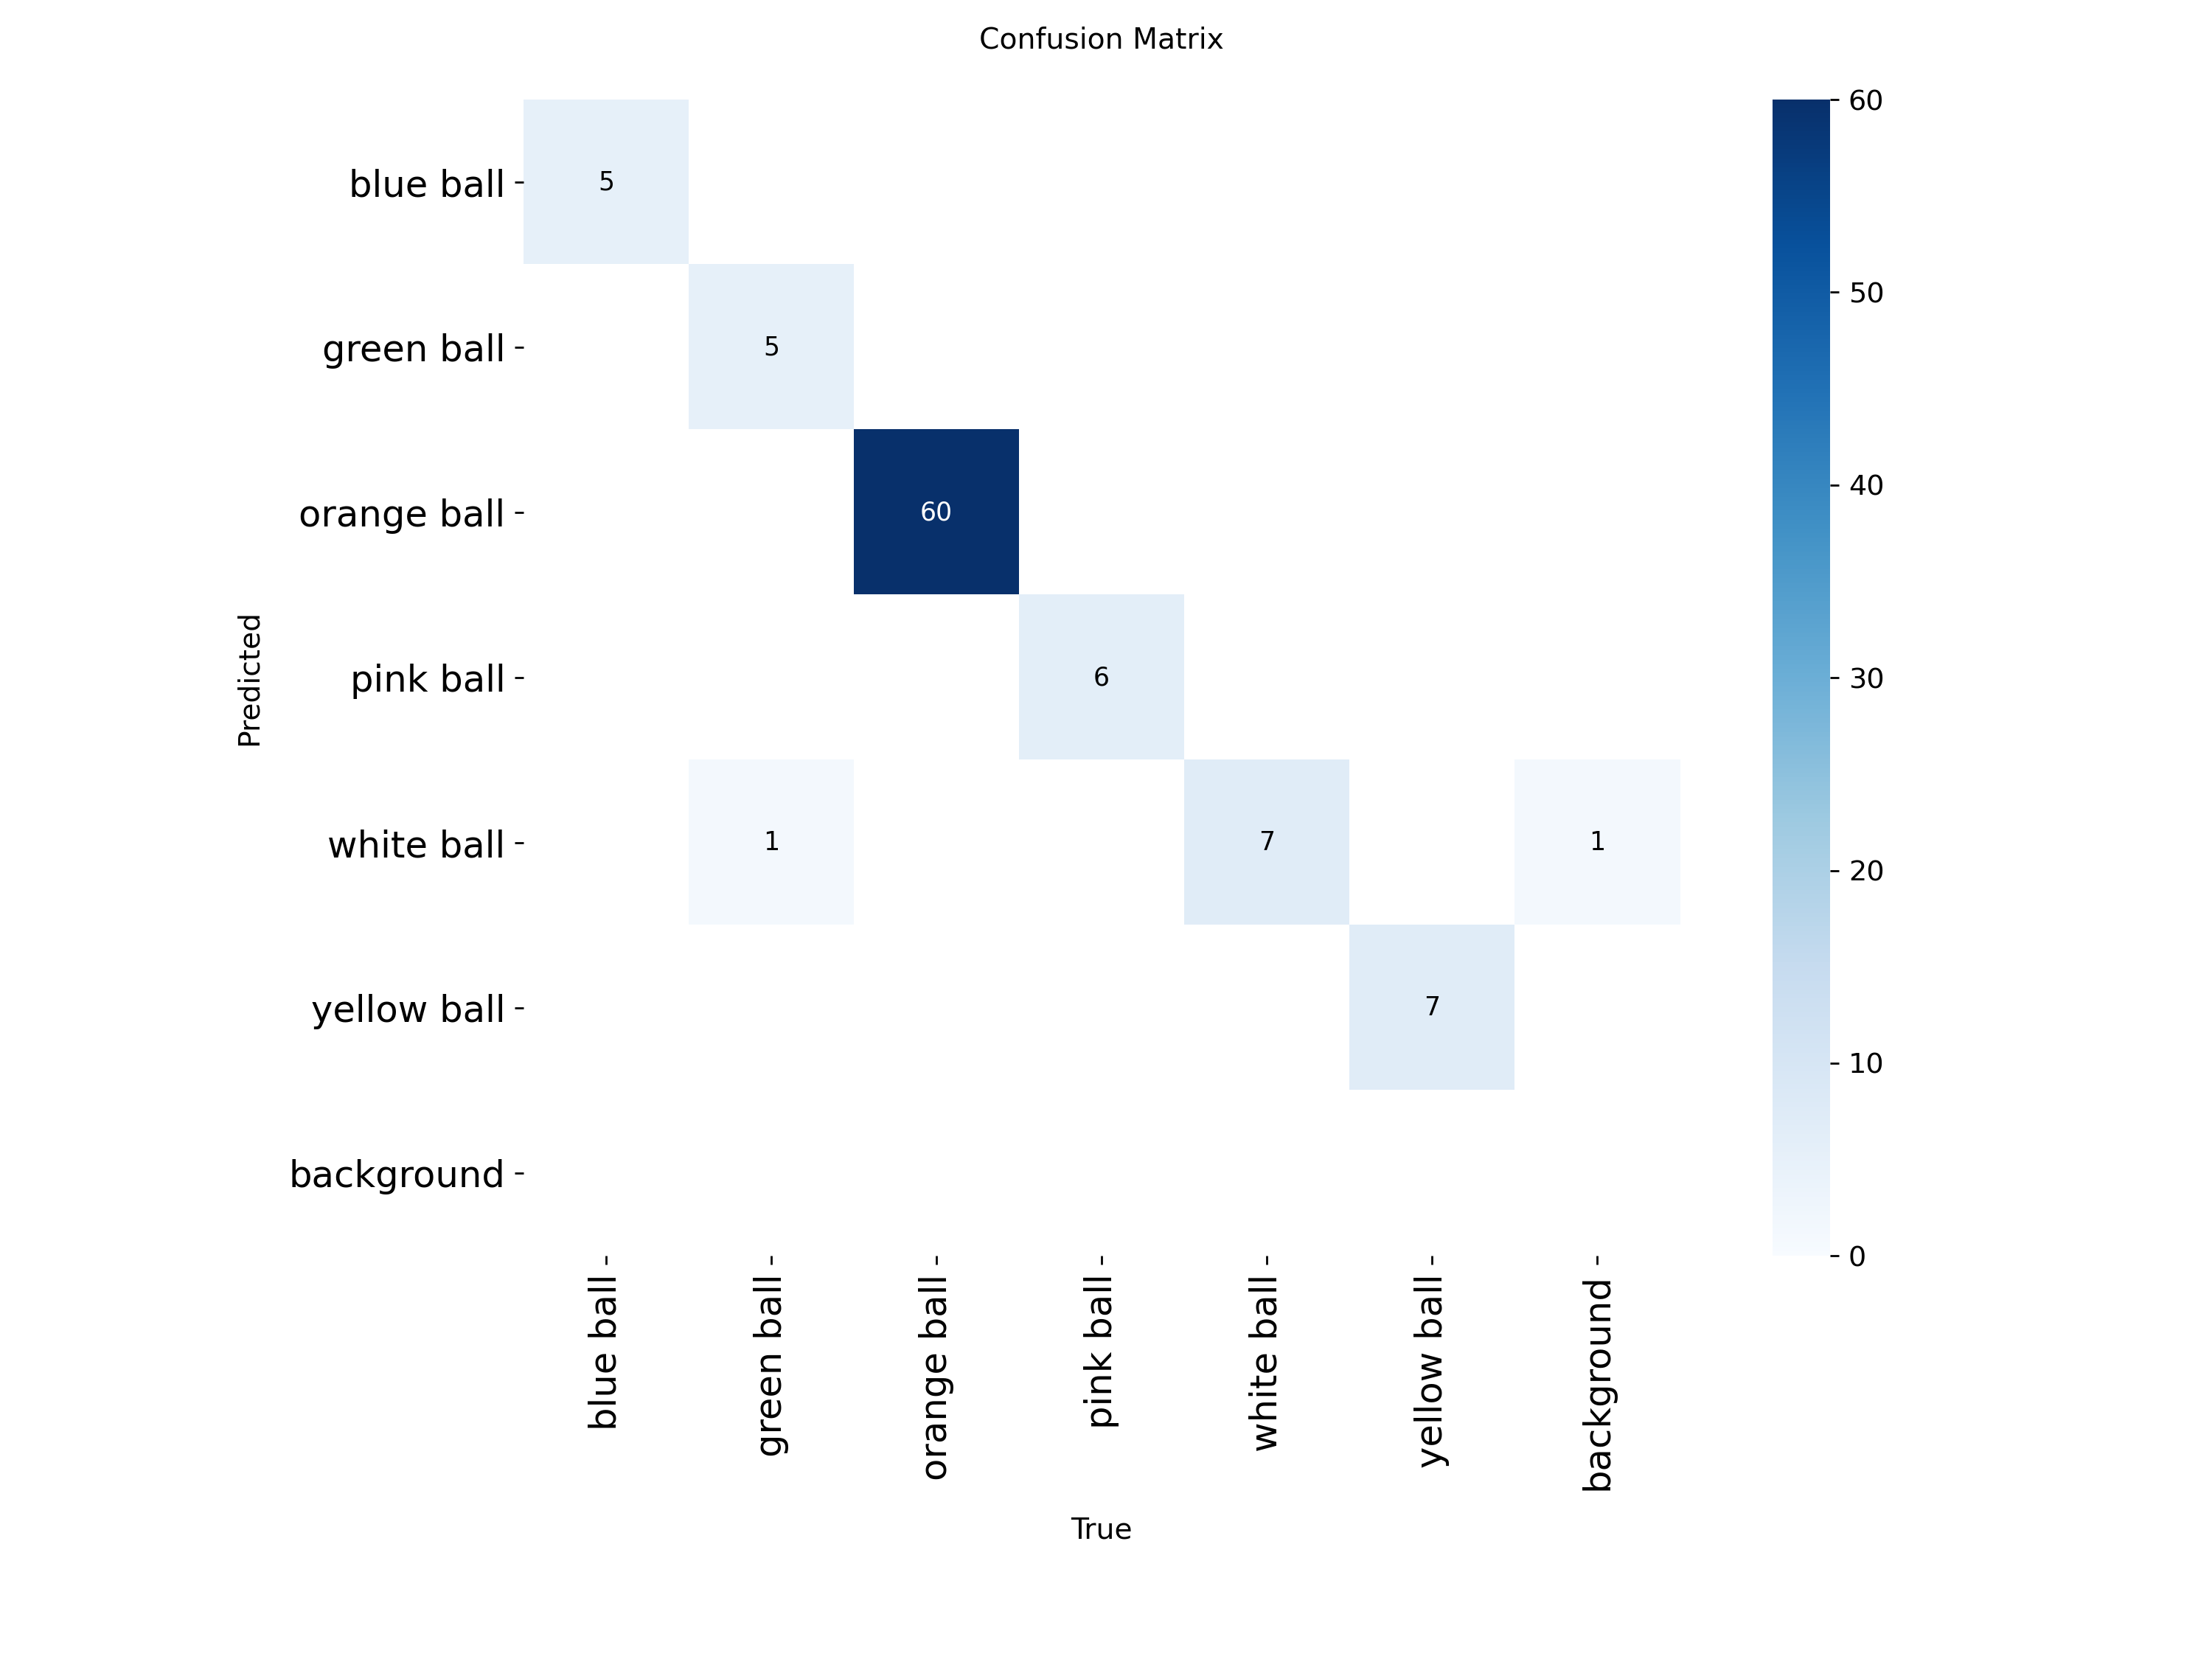 Confusion Matrix
blue ball
green ball
orange ball
pink ball
white ball
yellow ball
background
Predicted
5
5
60
6
1 7 1
7
blue ball
green ball
orange ball
pink ball
white ball
yellow ball
background
True
60
50
40
30
20
10
0